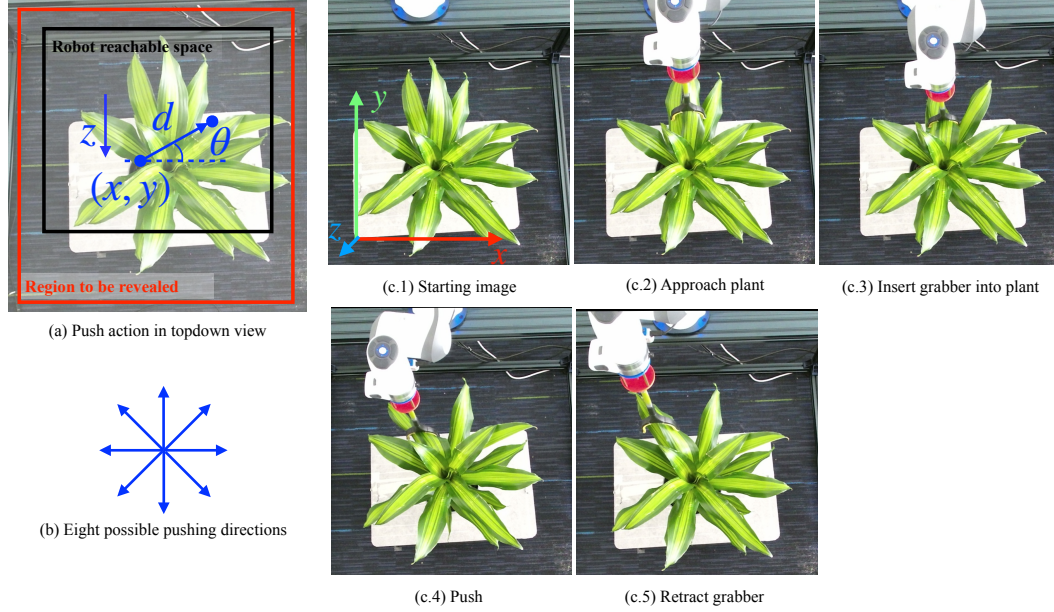 Robot reachable space
z
d
θ
(x, y)
Region to be revealed
(a) Push action in topdown view
(b) Eight possible pushing directions
y
z
x
(c.1) Starting image
(c.2) Approach plant
(c.3) Insert grabber into plant
(c.4) Push
(c.5) Retract grabber